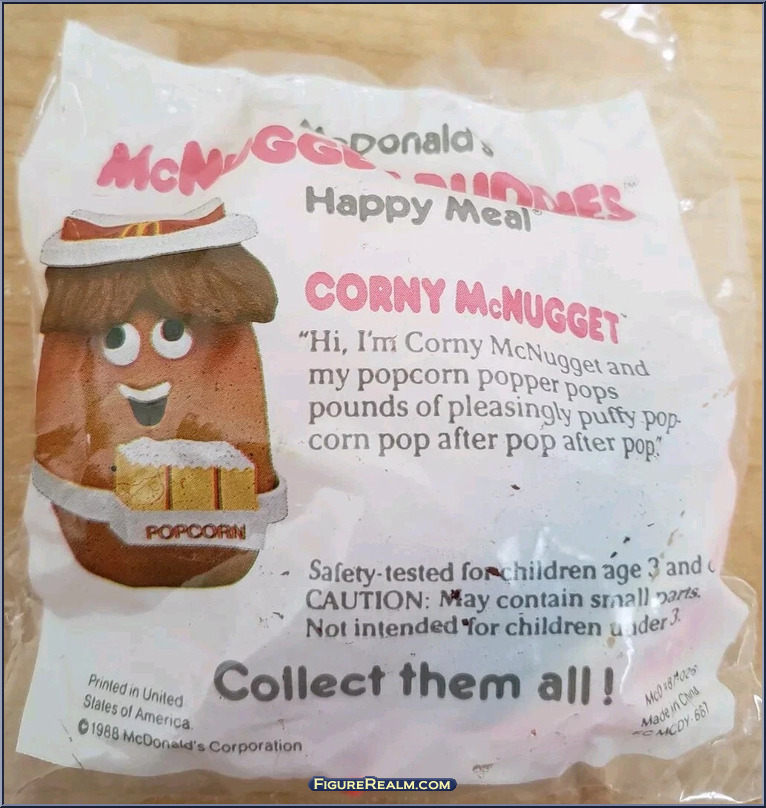 McDonald's
Happy Meal®
CORNY McNUGGET™
"Hi, I'm Corny McNugget and
my popcorn popper pops
pounds of pleasingly puffy pop-
corn pop after pop after pop."
POPCORN
Safety-tested for children age 3 and
CAUTION: May contain small parts.
Not intended for children under 3.
Collect them all!
Printed in United
States of America.
©1988 McDonald's Corporation
Made in China
FIGUREREALM.COM